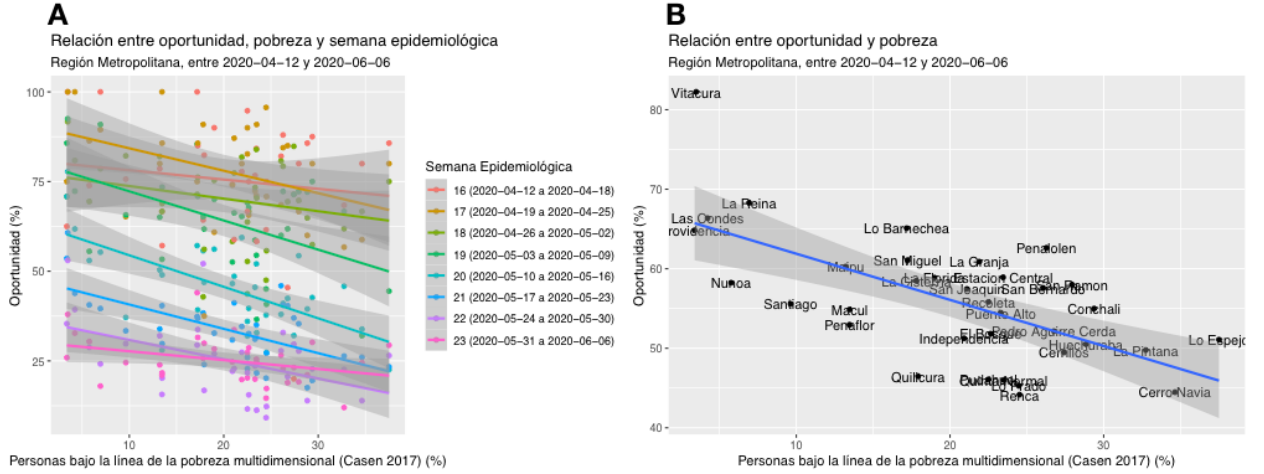 A
Relación entre oportunidad, pobreza y semana epidemiológica
Región Metropolitana, entre 2020−04−12 y 2020−06−06
Oportunidad (%)
100
75
50
25
10
20
30
Personas bajo la línea de la pobreza multidimensional (Casen 2017) (%)
Semana Epidemiológica
16 (2020−04−12 a 2020−04−18)
17 (2020−04−19 a 2020−04−25)
18 (2020−04−26 a 2020−05−02)
19 (2020−05−03 a 2020−05−09)
20 (2020−05−10 a 2020−05−16)
21 (2020−05−17 a 2020−05−23)
22 (2020−05−24 a 2020−05−30)
23 (2020−05−31 a 2020−06−06)
B
Relación entre oportunidad y pobreza
Región Metropolitana, entre 2020−04−12 y 2020−06−06
Oportunidad (%)
80
70
60
50
40
Vitacura
La Reina
Las Condes
rovidencia
Lo Barnechea
Penalolen
San Miguel
La Granja
Maipu
La Florida
Estacion Central
Nunoa
La Cisterna
San Joaquin
San Bernardo
San Ramon
Santiago
Macul
Recoleta
Conchali
Puente Alto
Penaflor
Independencia
El Bosque
Pedro Aguirre Cerda
Huechuraba
Cerrillos
La Pintana
Lo Espejo
Quilicura
Lo Prado
Renca
Cerro Navia
10
20
30
Personas bajo la línea de la pobreza multidimensional (Casen 2017) (%)